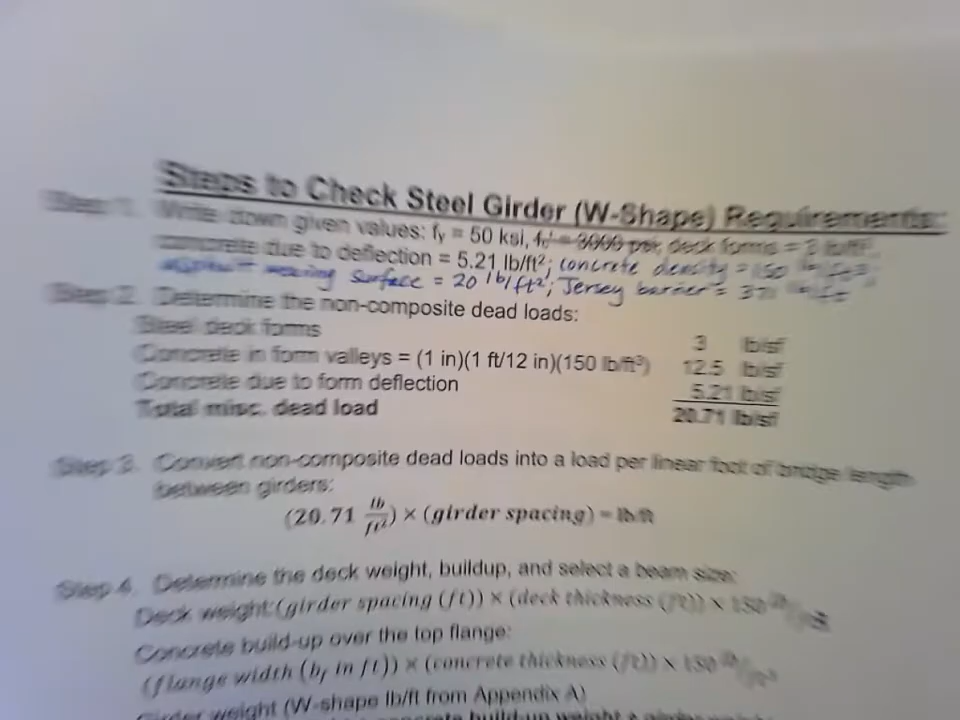 Steps to Check Steel Girder (W-Shape) Requirements:
Step 1. Write down given values: fy = 50 ksi, fc' = 3000 psi, deck forms = 3 lb/ft²,
concrete due to deflection = 5.21 lb/ft²; concrete density = 150 lb/ft³;
wearing surface = 20 lb/ft²; Jersey barrier =
Step 2. Determine the non-composite dead loads:
Steel deck forms 3 lb/sf
Concrete in form valleys = (1 in)(1 ft/12 in)(150 lb/ft³) 12.5 lb/sf
Concrete due to form deflection 5.21 lb/sf
Total misc. dead load 20.71 lb/sf
Step 3. Convert non-composite dead loads into a load per linear foot of bridge length
between girders:
(20.71 lb/ft²) × (girder spacing) = lb/ft
Step 4. Determine the deck weight, buildup, and select a beam size:
Deck weight: (girder spacing (ft)) × (deck thickness (ft)) × 150 lb/
Concrete build-up over the top flange:
(flange width (bf in ft)) × (concrete thickness (ft)) × 150 lb/ft³
Girder weight (W-shape lb/ft from Appendix A)